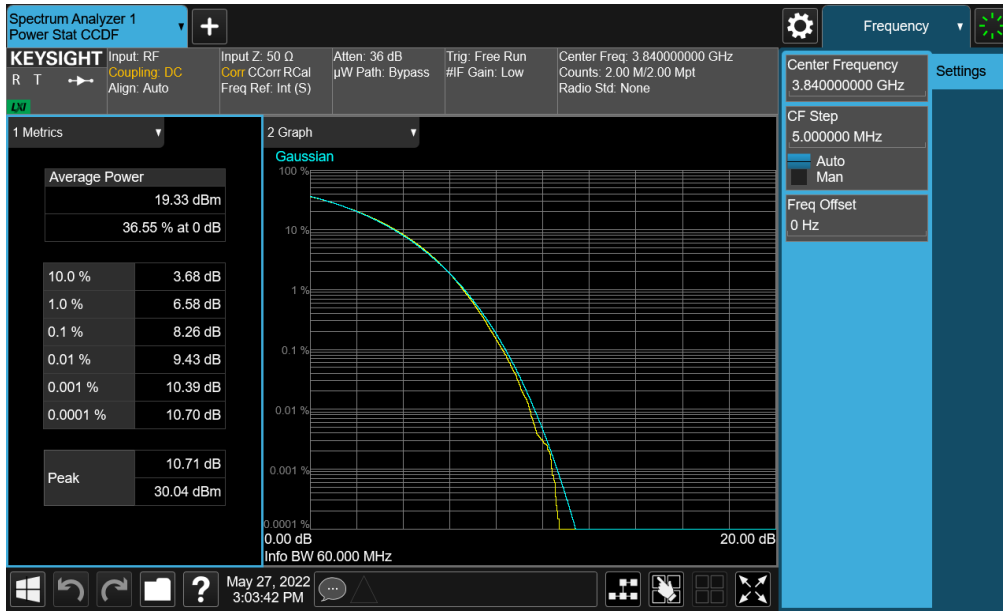 Spectrum Analyzer 1
Power Stat CCDF
+
Frequency
KEYSIGHT
R T
LXI
Input: RF
Coupling: DC
Align: Auto
Input Z: 50 Ω
Corr CCorr RCal
Freq Ref: Int (S)
Atten: 36 dB
µW Path: Bypass
Trig: Free Run
#IF Gain: Low
Center Freq: 3.840000000 GHz
Counts: 2.00 M/2.00 Mpt
Radio Std: None
Center Frequency
3.840000000 GHz
Settings
CF Step
5.000000 MHz
Auto
Man
Freq Offset
0 Hz
1 Metrics
Average Power
19.33 dBm
36.55 % at 0 dB
10.0 % 3.68 dB
1.0 % 6.58 dB
0.1 % 8.26 dB
0.01 % 9.43 dB
0.001 % 10.39 dB
0.0001 % 10.70 dB
Peak
10.71 dB
30.04 dBm
2 Graph
Gaussian
100 %
10 %
1 %
0.1 %
0.01 %
0.001 %
0.0001 %
0.00 dB 20.00 dB
Info BW 60.000 MHz
?
May 27, 2022
3:03:42 PM